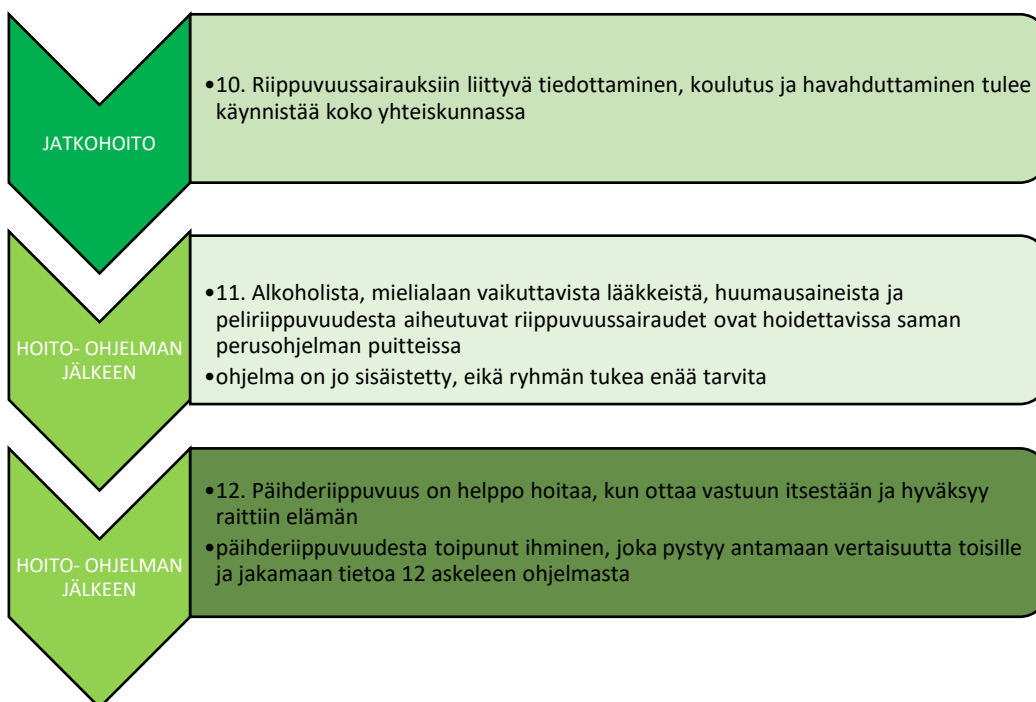 JATKOHOITO
•10. Riippuvuussairauksiin liittyvä tiedottaminen, koulutus ja havahduttaminen tulee
käynnistää koko yhteiskunnassa
HOITO- OHJELMAN
JÄLKEEN
•11. Alkoholista, mielialaan vaikuttavista lääkkeistä, huumausaineista ja
peliriippuvuudesta aiheutuvat riippuvuussairaudet ovat hoidettavissa saman
perusohjelman puitteissa
•ohjelma on jo sisäistetty, eikä ryhmän tukea enää tarvita
HOITO- OHJELMAN
JÄLKEEN
•12. Päihderiippuvuus on helppo hoitaa, kun ottaa vastuun itsestään ja hyväksyy
raittiin elämän
•päihderiippuvuudesta toipunut ihminen, joka pystyy antamaan vertaisuutta toisille
ja jakamaan tietoa 12 askeleen ohjelmasta